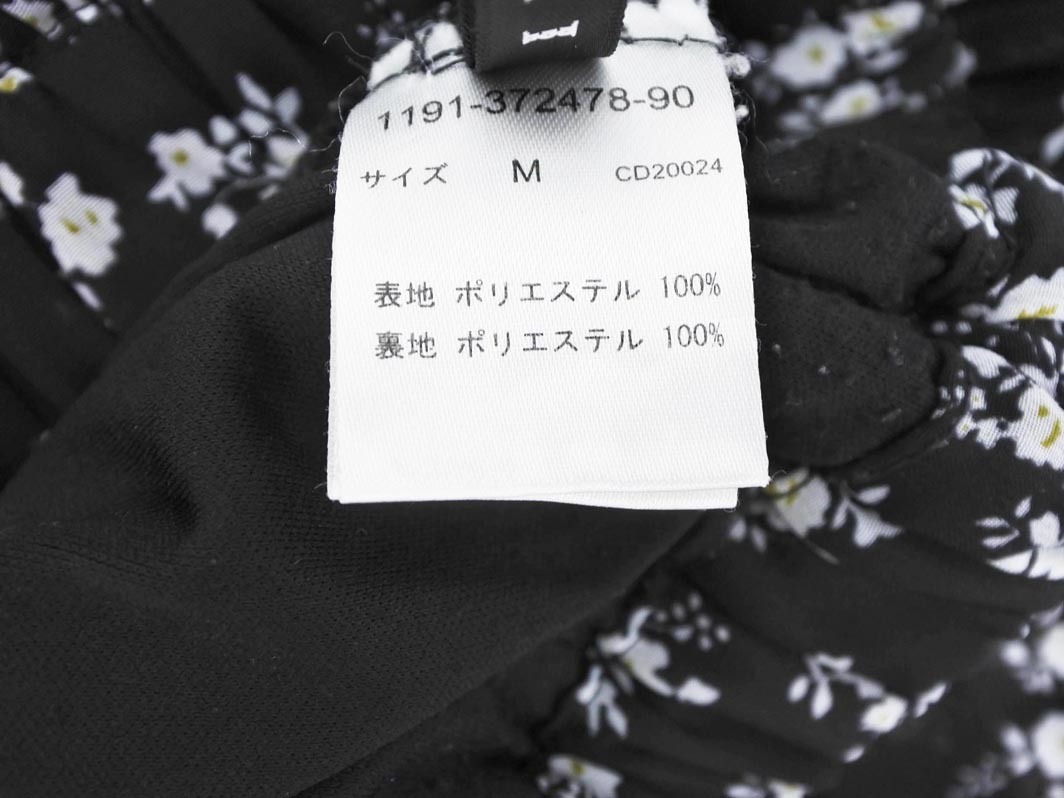 1191-372478-90
サイズ M CD20024
表地 ポリエステル 100%
裏地 ポリエステル 100%